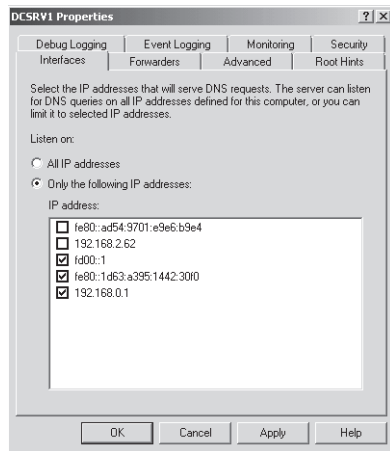 DCSRV1 Properties
Debug Logging Event Logging Monitoring Security
Interfaces Forwarders Advanced Root Hints
Select the IP addresses that will serve DNS requests. The server can listen
for DNS queries on all IP addresses defined for this computer, or you can
limit it to selected IP addresses.
Listen on:
All IP addresses
Only the following IP addresses:
IP address:
fe80::ad54:9701:e9e6:b9e4
192.168.2.62
fd00::1
fe80::1d63:a395:1442:30f0
192.168.0.1
OK Cancel Apply Help